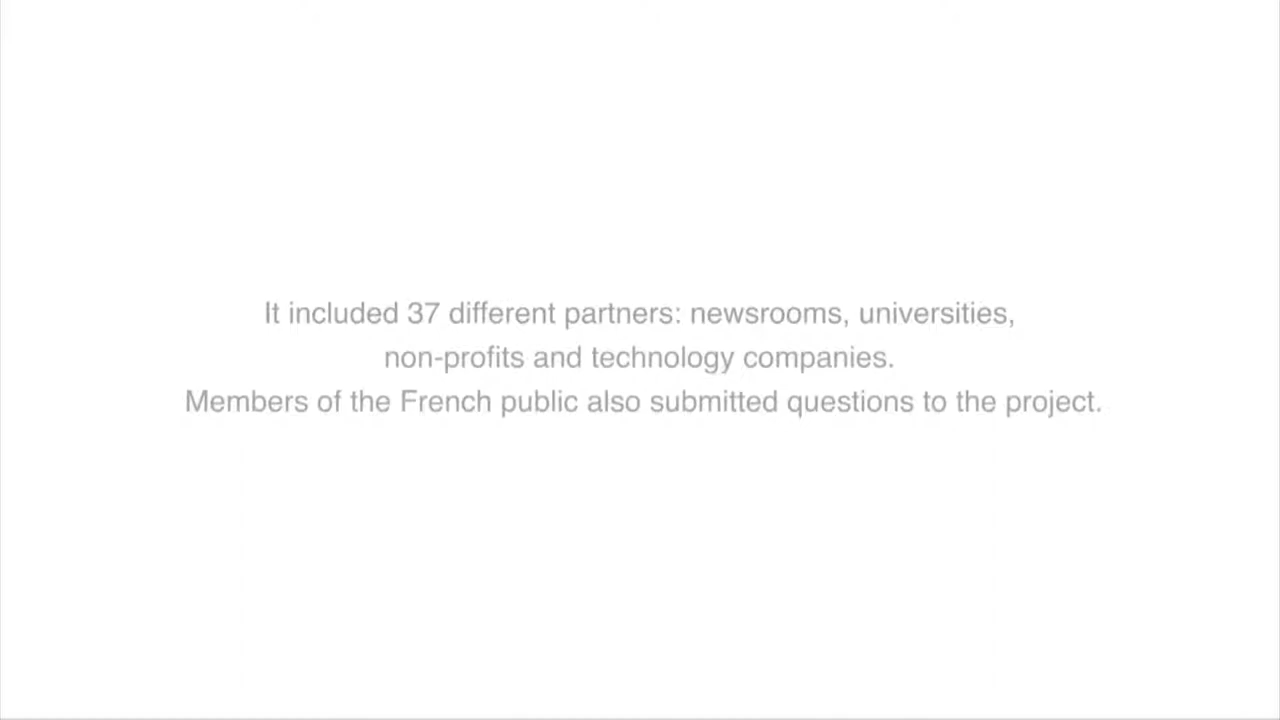 It included 37 different partners: newsrooms, universities,
non-profits and technology companies.
Members of the French public also submitted questions to the project.